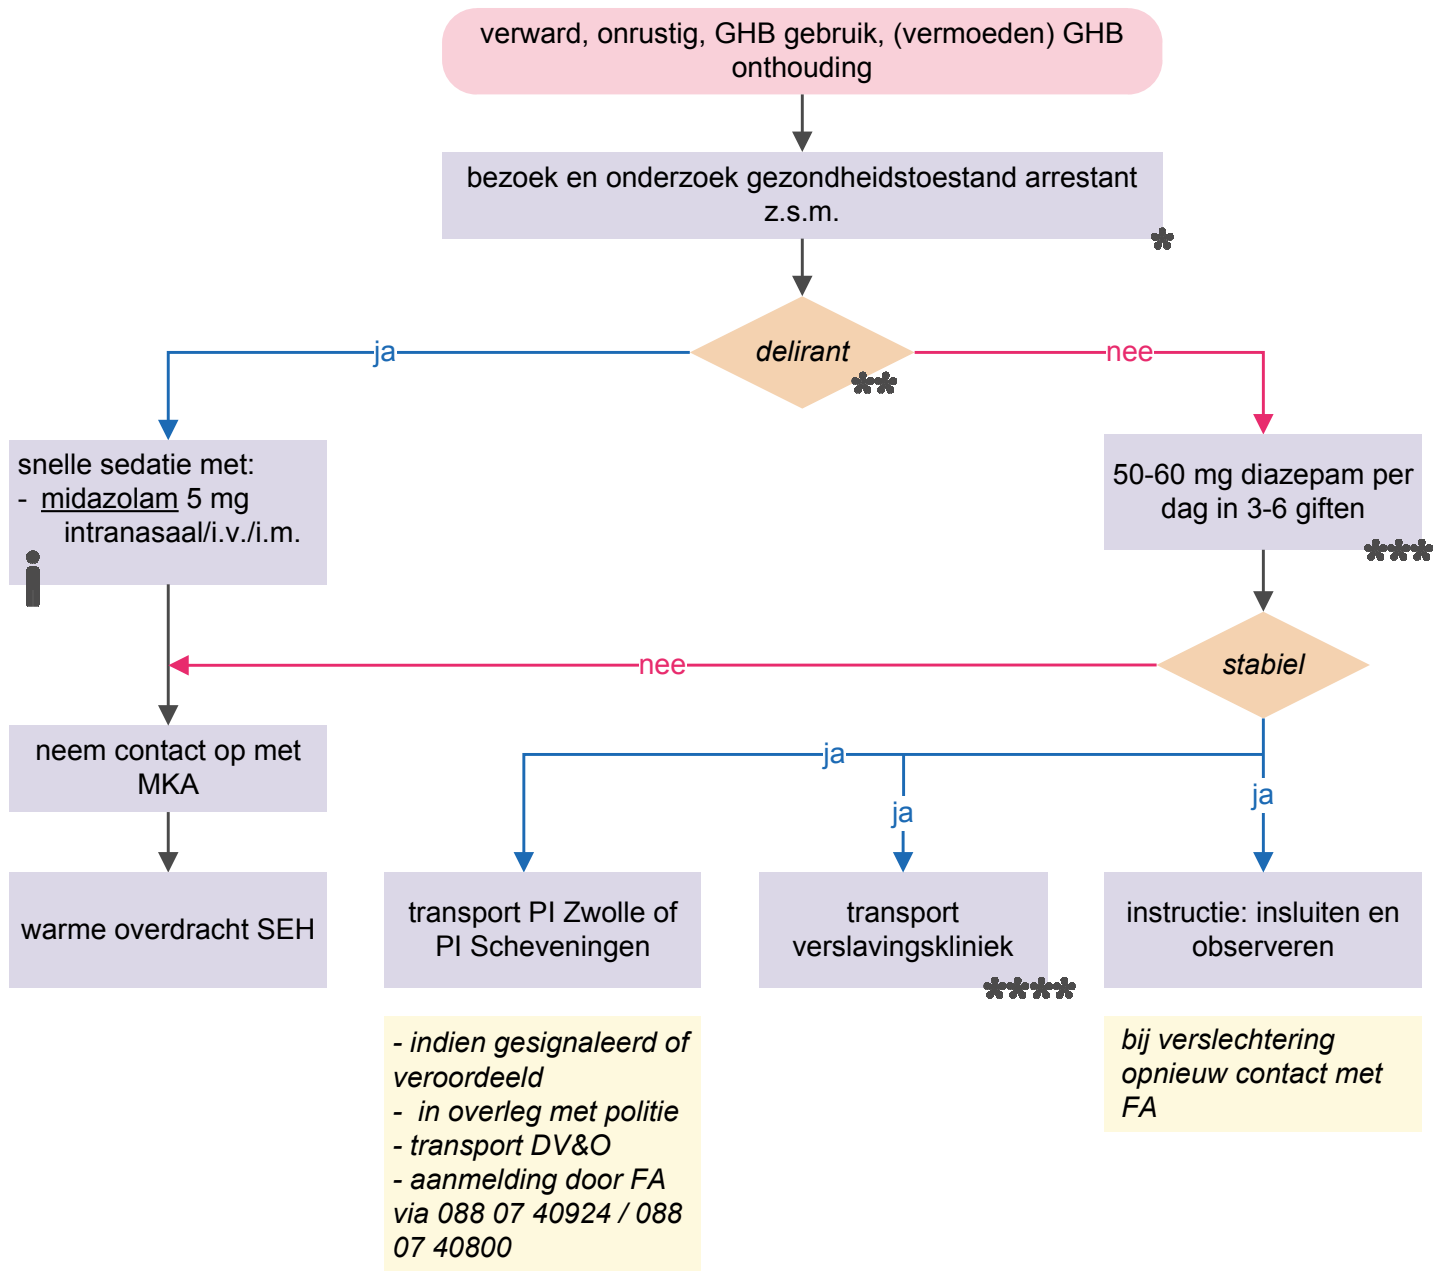 verward, onrustig, GHB gebruik, (vermoeden) GHB
onthouding
bezoek en onderzoek gezondheidstoestand arrestant
z.s.m.
*
delirant
**
ja
nee
snelle sedatie met:
- midazolam 5 mg
intranasaal/i.v./i.m.
i
50-60 mg diazepam per
dag in 3-6 giften
***
stabiel
nee
neem contact op met
MKA
ja
ja
ja
warme overdracht SEH
transport PI Zwolle of
PI Scheveningen
transport
verslavingskliniek
****
instructie: insluiten en
observeren
- indien gesignaleerd of
veroordeeld
- in overleg met politie
- transport DV&O
- aanmelding door FA
via 088 07 40924 / 088
07 40800
bij verslechtering
opnieuw contact met
FA